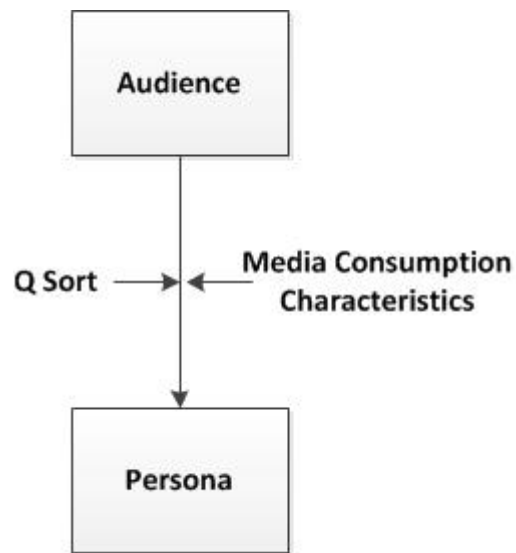 Audience
Q Sort
Media Consumption
Characteristics
Persona